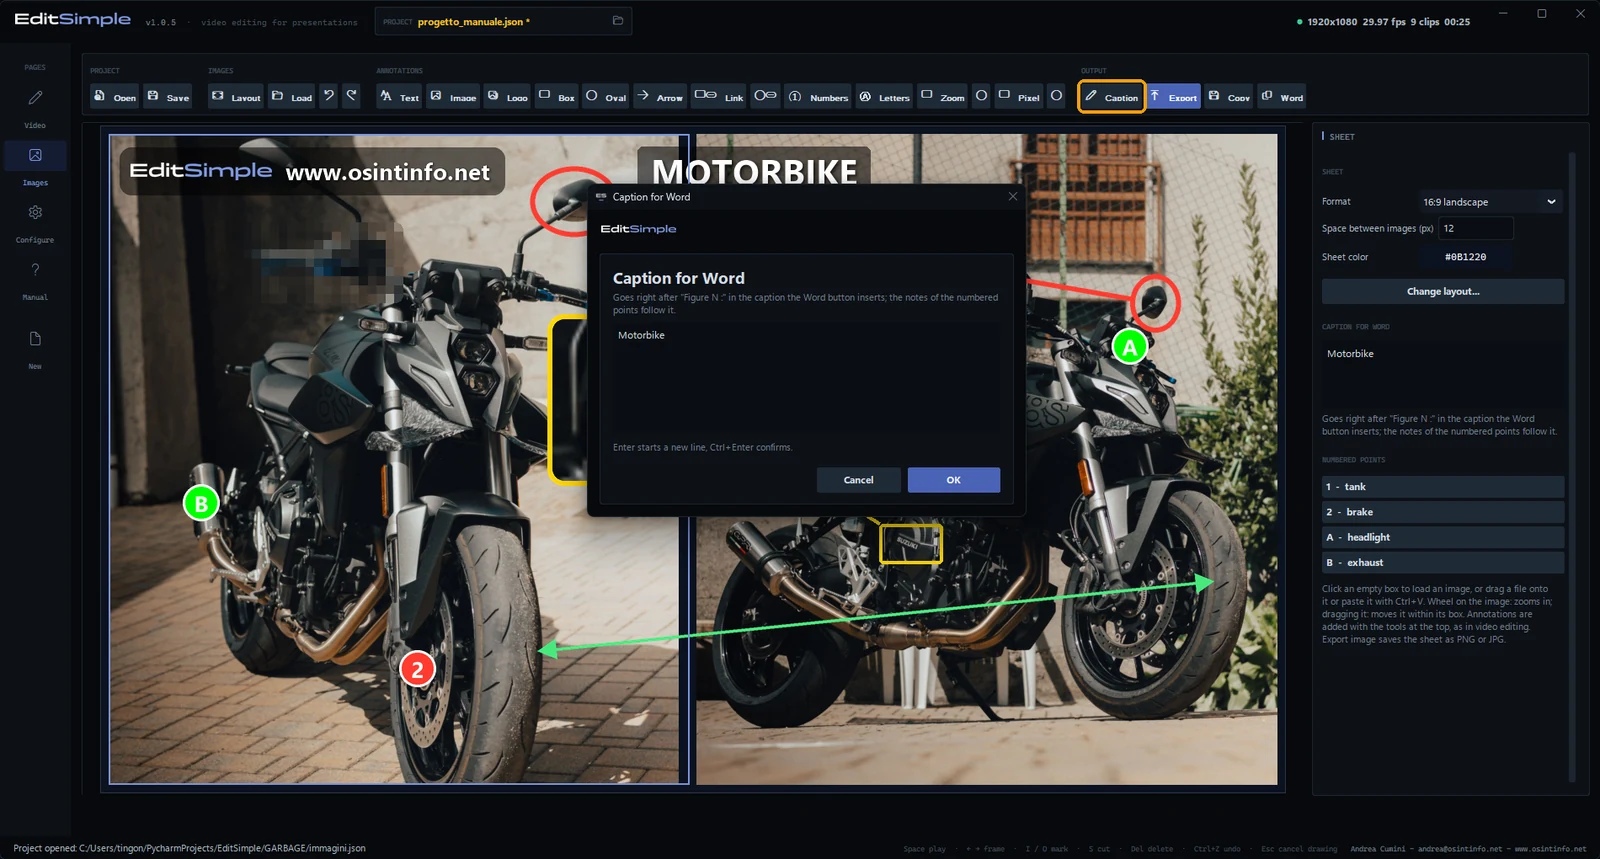 EditSimple v1.0.5 · video editing for presentations
PROJECT progetto_manuale.json *
1920x1080 29.97 fps 9 clips 00:25
PAGES
Video
Images
Configure
?
Manual
New
PROJECT
Open Save
IMAGES
Layout Load
ANNOTATIONS
Text Image Logo Box Oval Arrow Link Numbers Letters Zoom Pixel
OUTPUT
Caption Export Copy Word
EditSimple www.osintinfo.net
MOTORBIKE
B
2
A
SUZUKI
Caption for Word
EditSimple
Caption for Word
Goes right after "Figure N :" in the caption the Word button inserts; the notes of the numbered
points follow it.
Motorbike
Enter starts a new line, Ctrl+Enter confirms.
Cancel OK
SHEET
SHEET
Format 16:9 landscape
Space between images (px) 12
Sheet color #0B1220
Change layout...
CAPTION FOR WORD
Motorbike
Goes right after "Figure N :" in the caption the Word
button inserts; the notes of the numbered points follow it.
NUMBERED POINTS
1 - tank
2 - brake
A - headlight
B - exhaust
Click an empty box to load an image, or drag a file onto
it or paste it with Ctrl+V. Wheel on the image: zooms in;
dragging it: moves it within its box. Annotations are
added with the tools at the top, as in video editing.
Export image saves the sheet as PNG or JPG.
Project opened: C:/Users/tingon/PycharmProjects/EditSimple/GARBAGE/immagini.json
Space play · ← → frame · I / O mark · S cut · Del delete · Ctrl+Z undo · Esc cancel drawing
Andrea Cumini – andrea@osintinfo.net – www.osintinfo.net